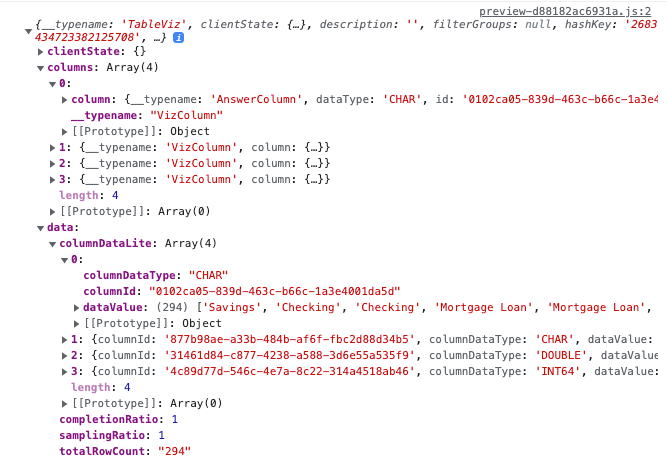 preview-d88182ac6931a.js:2
{__typename: 'TableViz', clientState: {…}, description: '', filterGroups: null, hashKey: '2683
434723382125708', …} i
clientState: {}
columns: Array(4)
0:
column: {__typename: 'AnswerColumn', dataType: 'CHAR', id: '0102ca05-839d-463c-b66c-1a3e4
__typename: "VizColumn"
[[Prototype]]: Object
1: {__typename: 'VizColumn', column: {…}}
2: {__typename: 'VizColumn', column: {…}}
3: {__typename: 'VizColumn', column: {…}}
length: 4
[[Prototype]]: Array(0)
data:
columnDataLite: Array(4)
0:
columnDataType: "CHAR"
columnId: "0102ca05-839d-463c-b66c-1a3e4001da5d"
dataValue: (294) ['Savings', 'Checking', 'Checking', 'Mortgage Loan', 'Mortgage Loan',
[[Prototype]]: Object
1: {columnId: '877b98ae-a33b-484b-af6f-fbc2d88d34b5', columnDataType: 'CHAR', dataValue:
2: {columnId: '31461d84-c877-4238-a588-3d6e55a535f9', columnDataType: 'DOUBLE', dataValu
3: {columnId: '4c89d77d-546c-4e7a-8c22-314a4518ab46', columnDataType: 'INT64', dataValue:
length: 4
[[Prototype]]: Array(0)
completionRatio: 1
samplingRatio: 1
totalRowCount: "294"